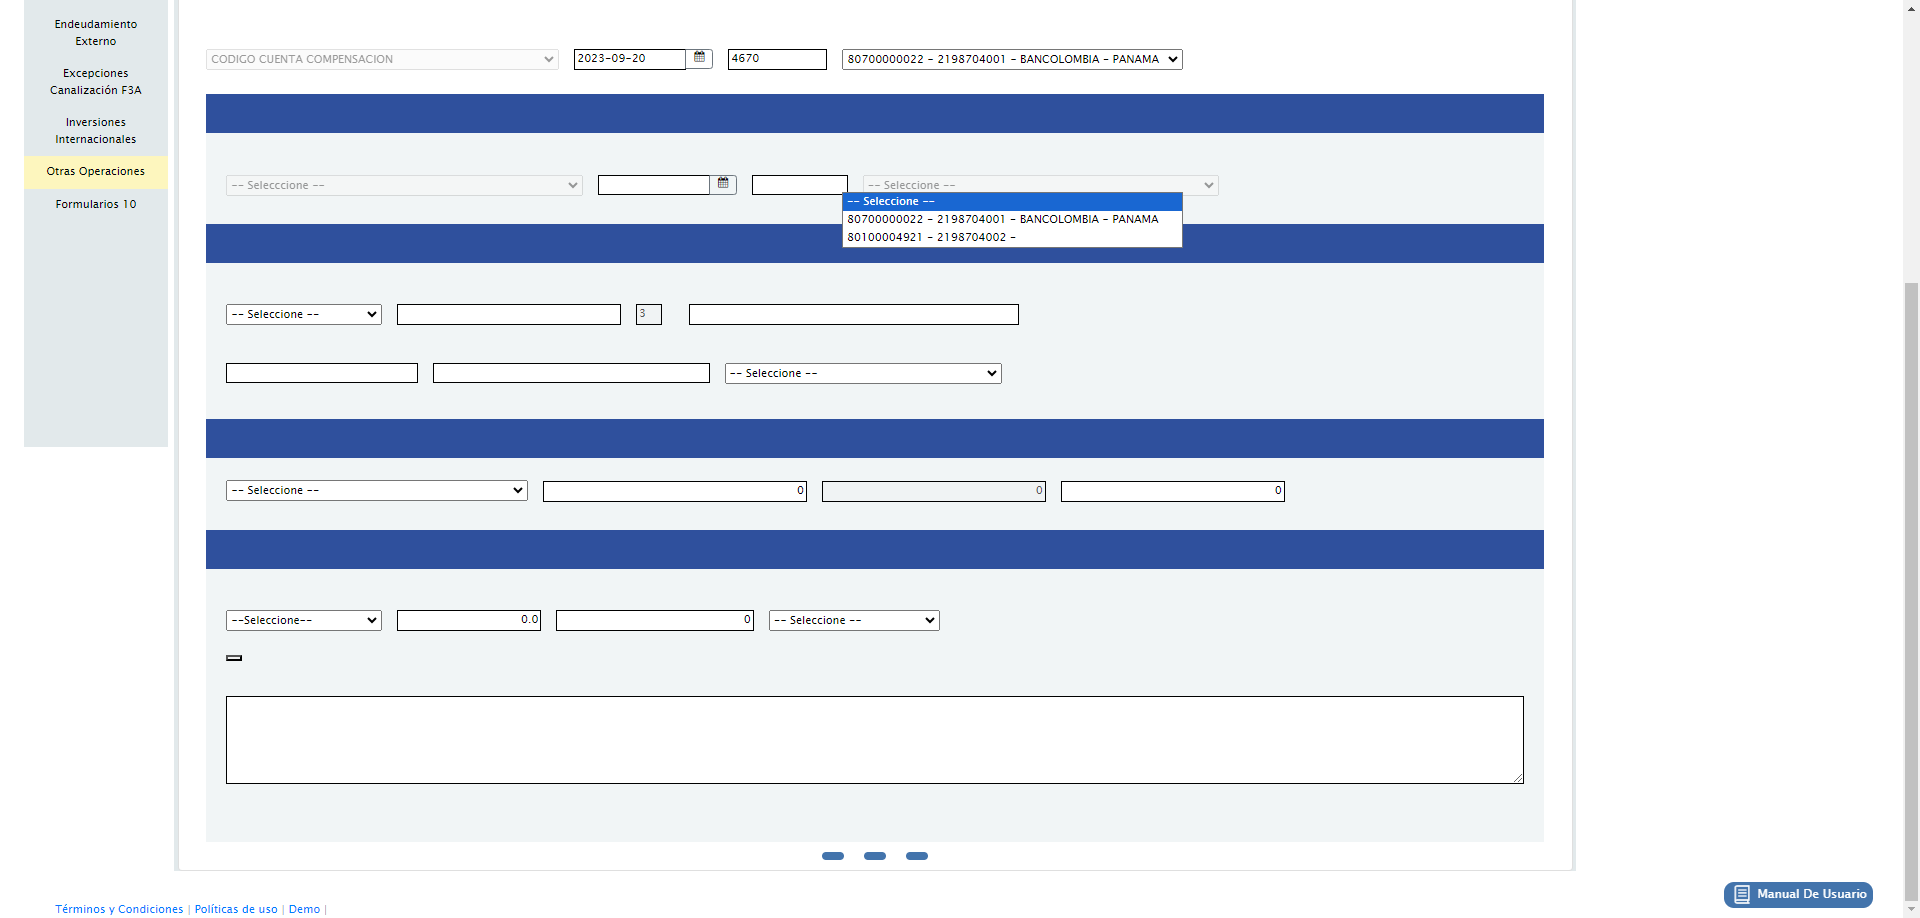 Endeudamiento
Externo
Excepciones
Canalización F3A
Inversiones
Internacionales
Otras Operaciones
Formularios 10
CODIGO CUENTA COMPENSACION 2023-09-20 4670 80700000022 - 2198704001 - BANCOLOMBIA - PANAMA
-- Selecccione -- -- Seleccione --
-- Seleccione --
80700000022 - 2198704001 - BANCOLOMBIA - PANAMA
80100004921 - 2198704002 -
-- Seleccione -- 3
-- Seleccione --
-- Seleccione -- 0 0 0
--Seleccione-- 0.0 0 -- Seleccione --
Manual De Usuario
Términos y Condiciones | Políticas de uso | Demo |